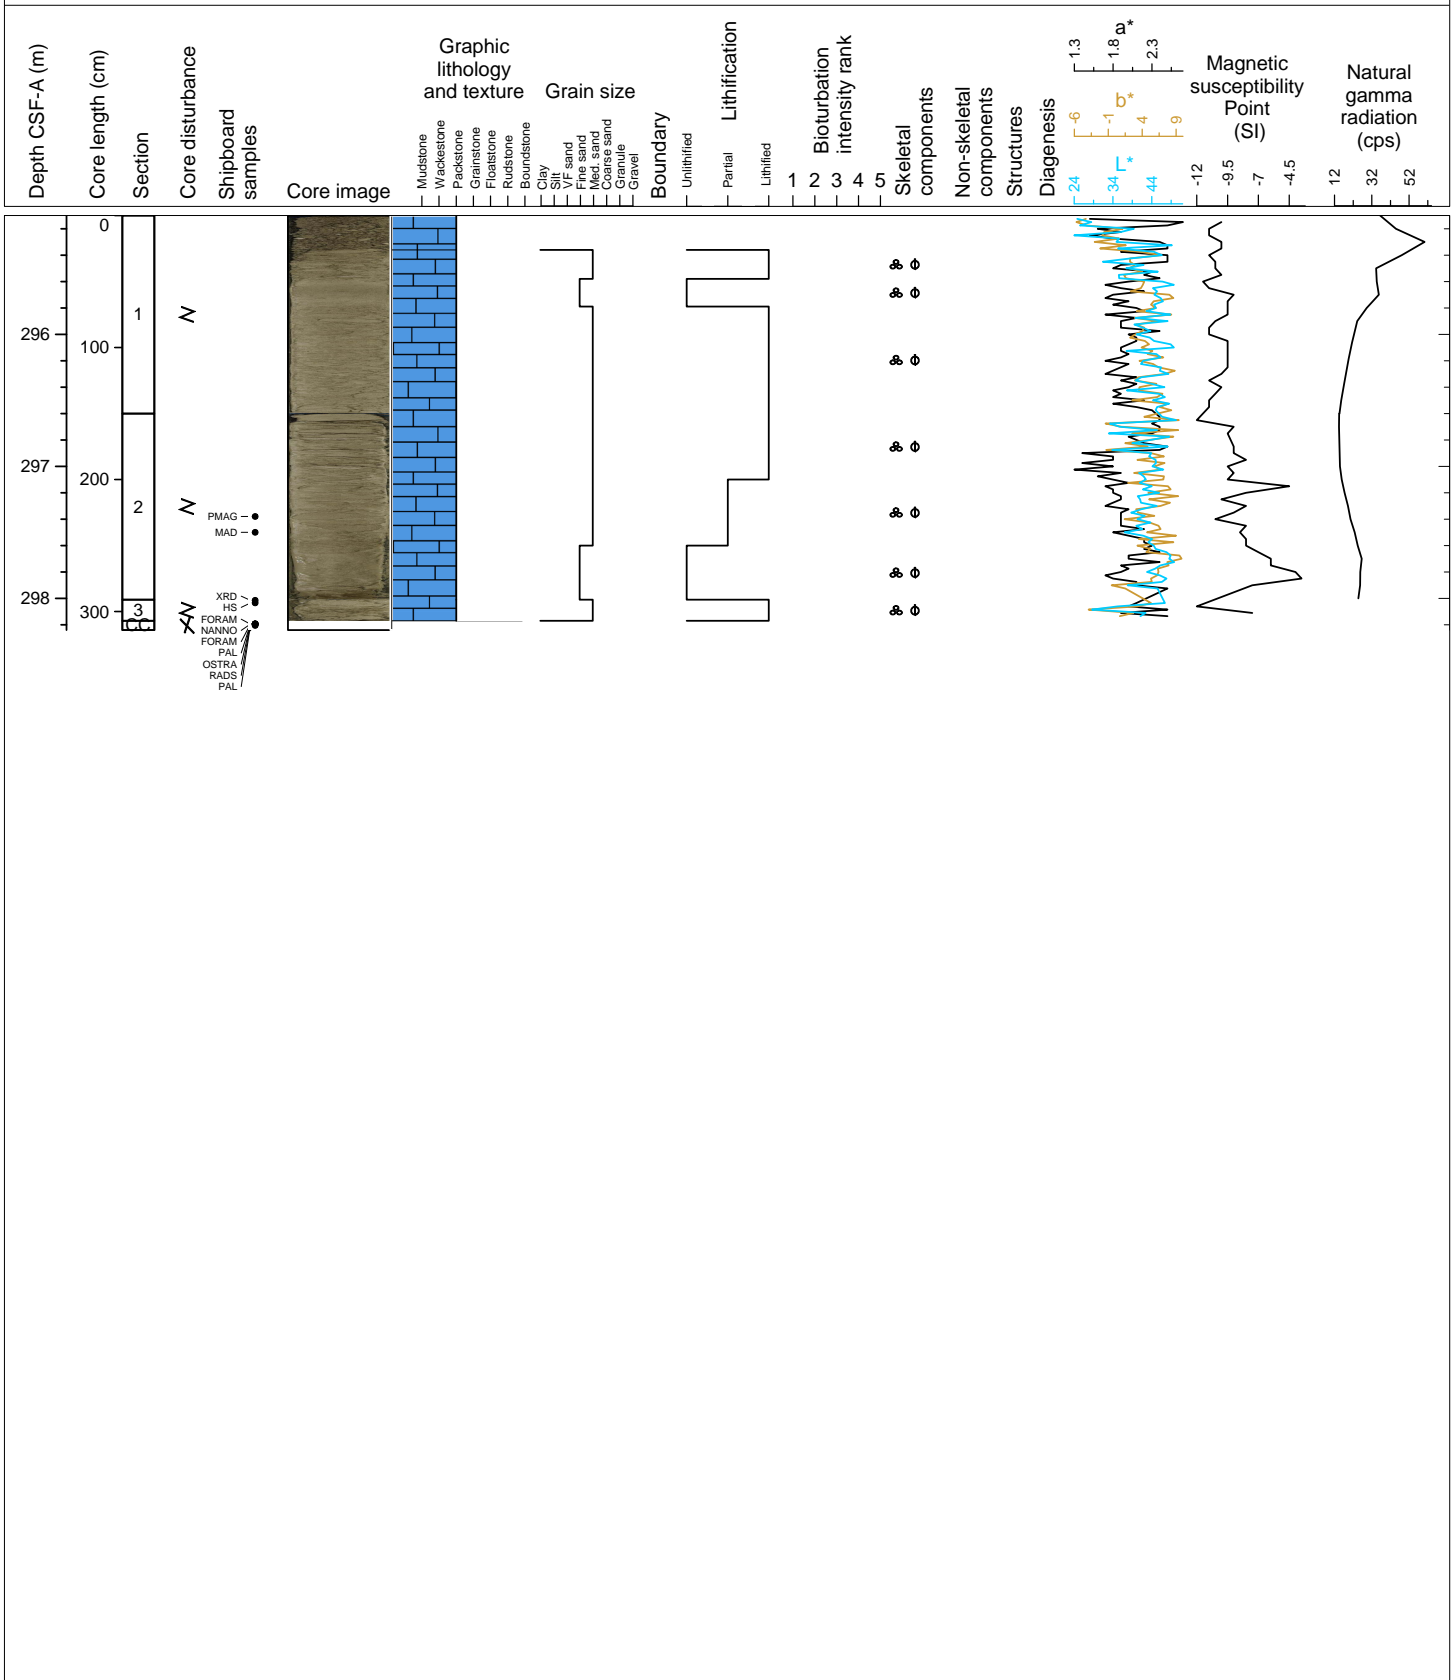 Depth CSF-A (m)
Core length (cm)
Section
Core disturbance
Shipboard
samples
Core image
Graphic
lithology
and texture
Mudstone
Wackestone
Packstone
Grainstone
Floatstone
Rudstone
Boundstone
Grain size
Clay
Silt
VF sand
Fine sand
Med. sand
Coarse sand
Granule
Gravel
Boundary
Lithification
Unlithified
Partial
Lithified
Bioturbation
intensity rank
1 2 3 4 5
Skeletal
components
Non-skeletal
components
Structures
Diagenesis
a*
1.3 1.8 2.3
b*
-6 -1 4 9
L*
24 34 44
Magnetic
susceptibility
Point
(SI)
-12 -9.5 -7 -4.5
Natural
gamma
radiation
(cps)
12 32 52
0
1
296
100
297
200
2
PMAG
MAD
XRD
298
HS
300
3
FORAM
CC
NANNO
FORAM
PAL
OSTRA
RADS
PAL